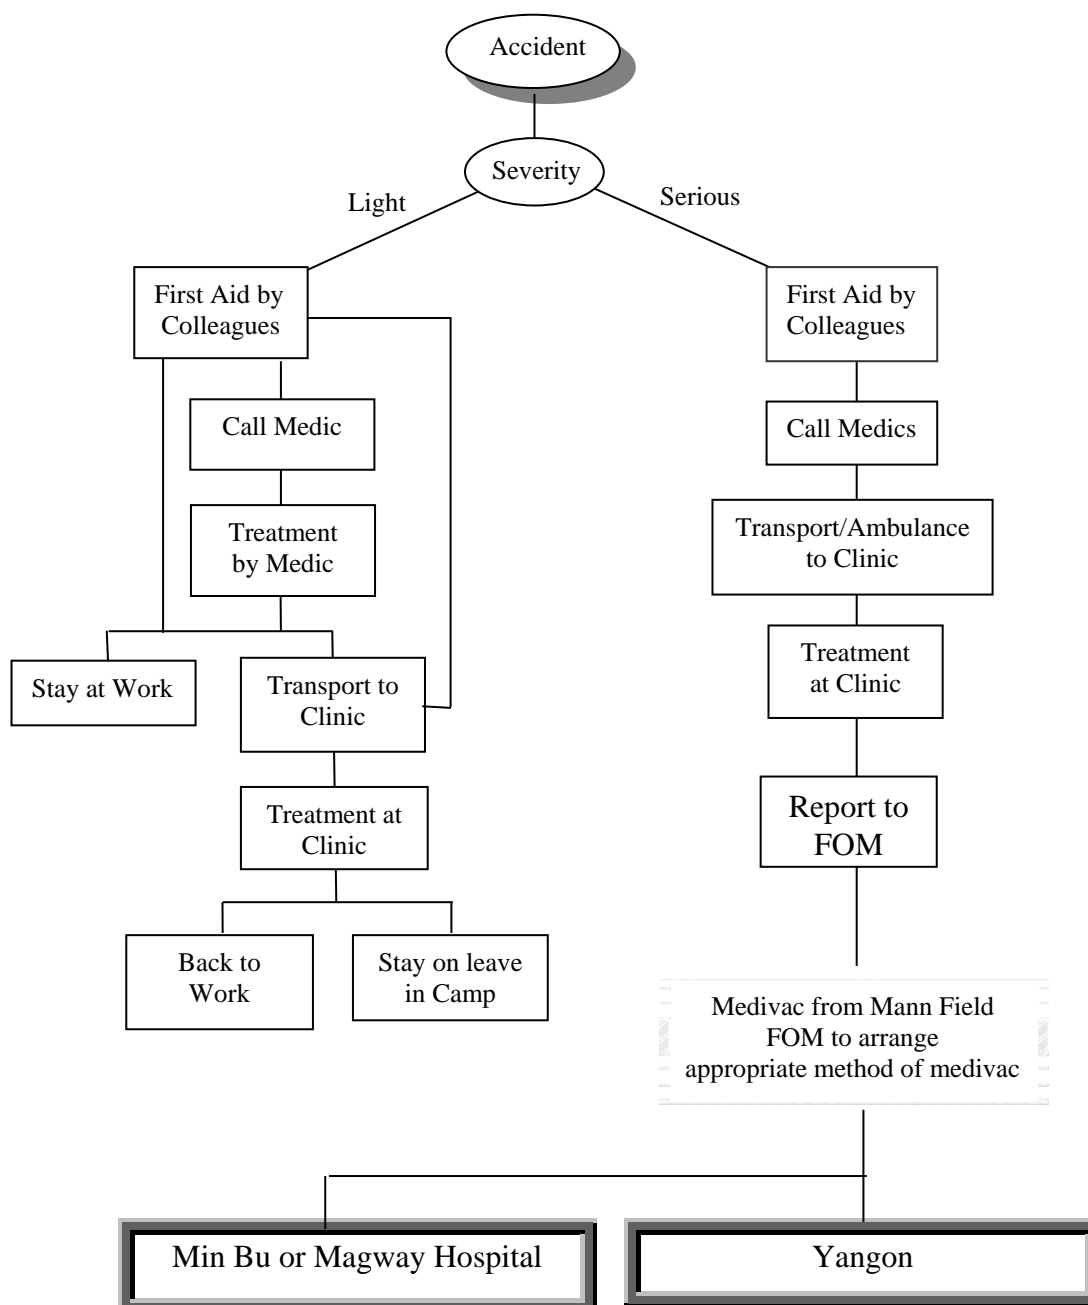 Accident
Severity
Light
Serious
First Aid by
Colleagues
First Aid by
Colleagues
Call Medic
Call Medics
Treatment
by Medic
Transport/Ambulance
to Clinic
Stay at Work
Transport to
Clinic
Treatment
at Clinic
Treatment at
Clinic
Report to
FOM
Back to
Work
Stay on leave
in Camp
Medivac from Mann Field
FOM to arrange
appropriate method of medivac
Min Bu or Magway Hospital
Yangon